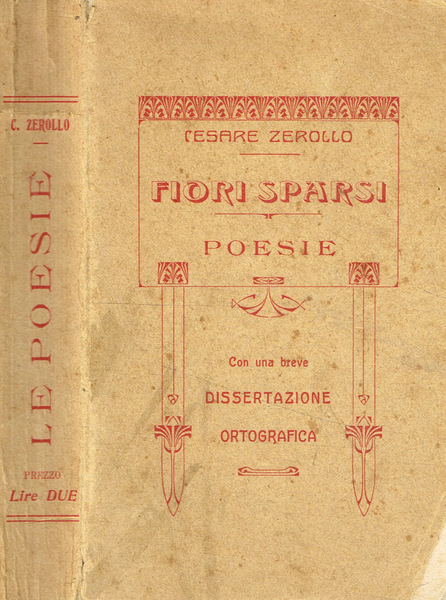 C. ZEROLLO
LE POESIE
PREZZO
Lire DUE
CESARE ZEROLLO
FIORI SPARSI
POESIE
Con una breve
DISSERTAZIONE
ORTOGRAFICA